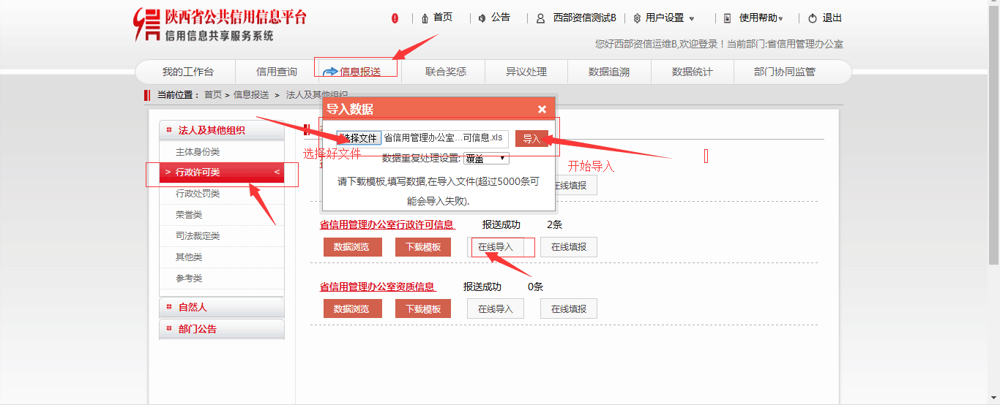 陕西省公共信用信息平台
信用信息共享服务系统
首页 公告 西部资信测试B 用户设置 使用帮助 退出
您好西部资信运维B,欢迎登录！当前部门:省信用管理办公室
我的工作台 信用查询 信息报送 联合奖惩 异议处理 数据追溯 数据统计 部门协同监管
当前位置： 首页 > 信息报送 > 法人及其他组织
导入数据 ×
选择文件 省信用管理办公室...可信息.xls 导入
选择好文件
数据重复处理设置: 覆盖
开始导入
请下载模板,填写数据,在导入文件(超过5000条可
能会导入失败).
在线填报
法人及其他组织
主体身份类
> 行政许可类 <
行政处罚类
荣誉类
司法裁定类
其他类
参考类
自然人
部门公告
省信用管理办公室行政许可信息 报送成功 2条
数据浏览 下载模板 在线导入 在线填报
省信用管理办公室资质信息 报送成功 0条
数据浏览 下载模板 在线导入 在线填报